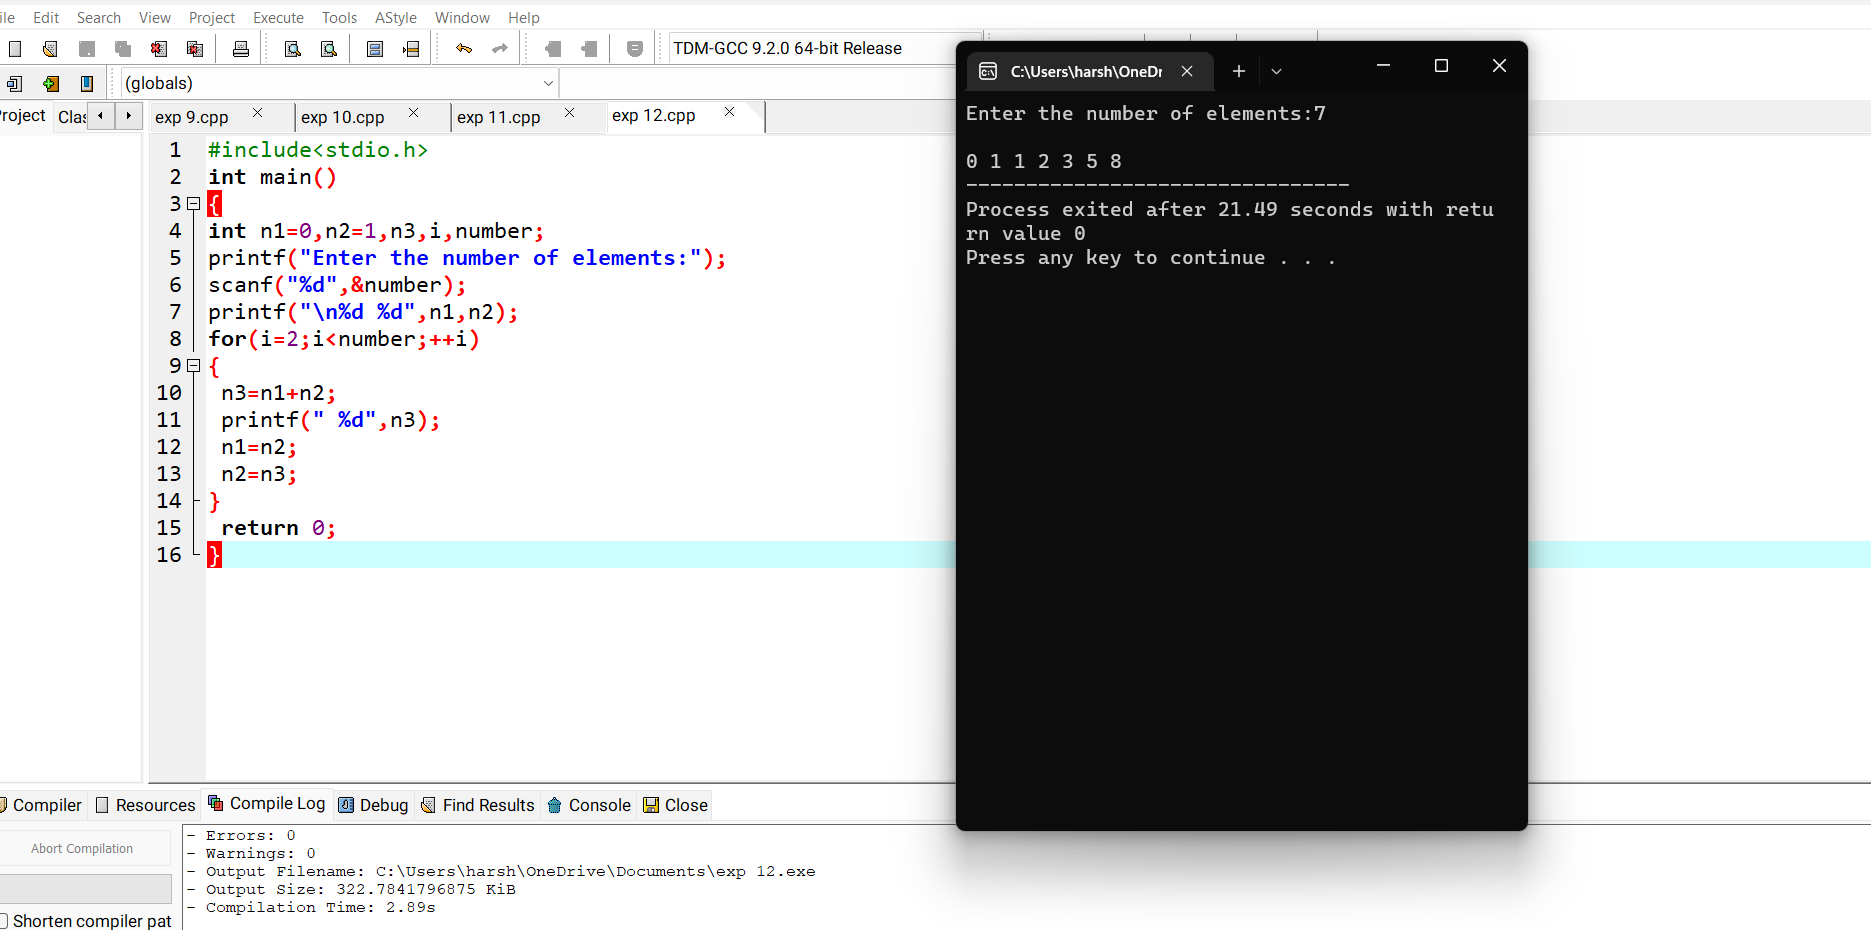 ile Edit Search View Project Execute Tools AStyle Window Help
TDM-GCC 9.2.0 64-bit Release
(globals)
Project Clas exp 9.cpp exp 10.cpp exp 11.cpp exp 12.cpp
1 #include<stdio.h>
2 int main()
3 {
4 int n1=0,n2=1,n3,i,number;
5 printf("Enter the number of elements:");
6 scanf("%d",&number);
7 printf("\n%d %d",n1,n2);
8 for(i=2;i<number;++i)
9 {
10 n3=n1+n2;
11 printf(" %d",n3);
12 n1=n2;
13 n2=n3;
14 }
15 return 0;
16 }
C:\Users\harsh\OneDr
Enter the number of elements:7
0 1 1 2 3 5 8
--------------------------------
Process exited after 21.49 seconds with retu
rn value 0
Press any key to continue . . .
Compiler Resources Compile Log Debug Find Results Console Close
Abort Compilation
Shorten compiler pat
- Errors: 0
- Warnings: 0
- Output Filename: C:\Users\harsh\OneDrive\Documents\exp 12.exe
- Output Size: 322.7841796875 KiB
- Compilation Time: 2.89s